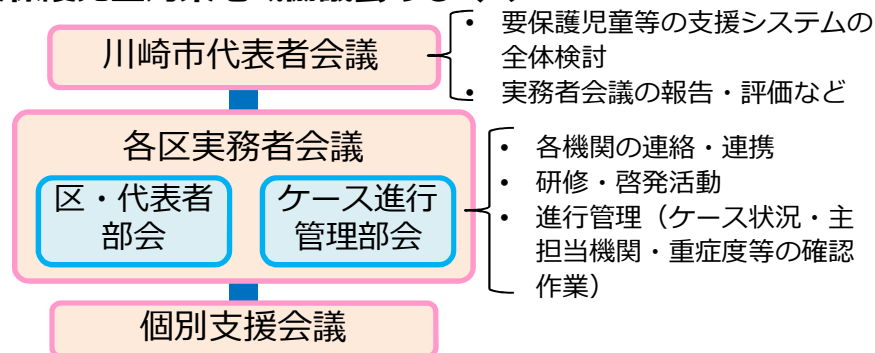 川崎市代表者会議
• 要保護児童等の支援システムの
全体検討
• 実務者会議の報告・評価など
各区実務者会議
区・代表者
部会
ケース進行
管理部会
• 各機関の連絡・連携
• 研修・啓発活動
• 進行管理（ケース状況・主
担当機関・重症度等の確認
作業）
個別支援会議